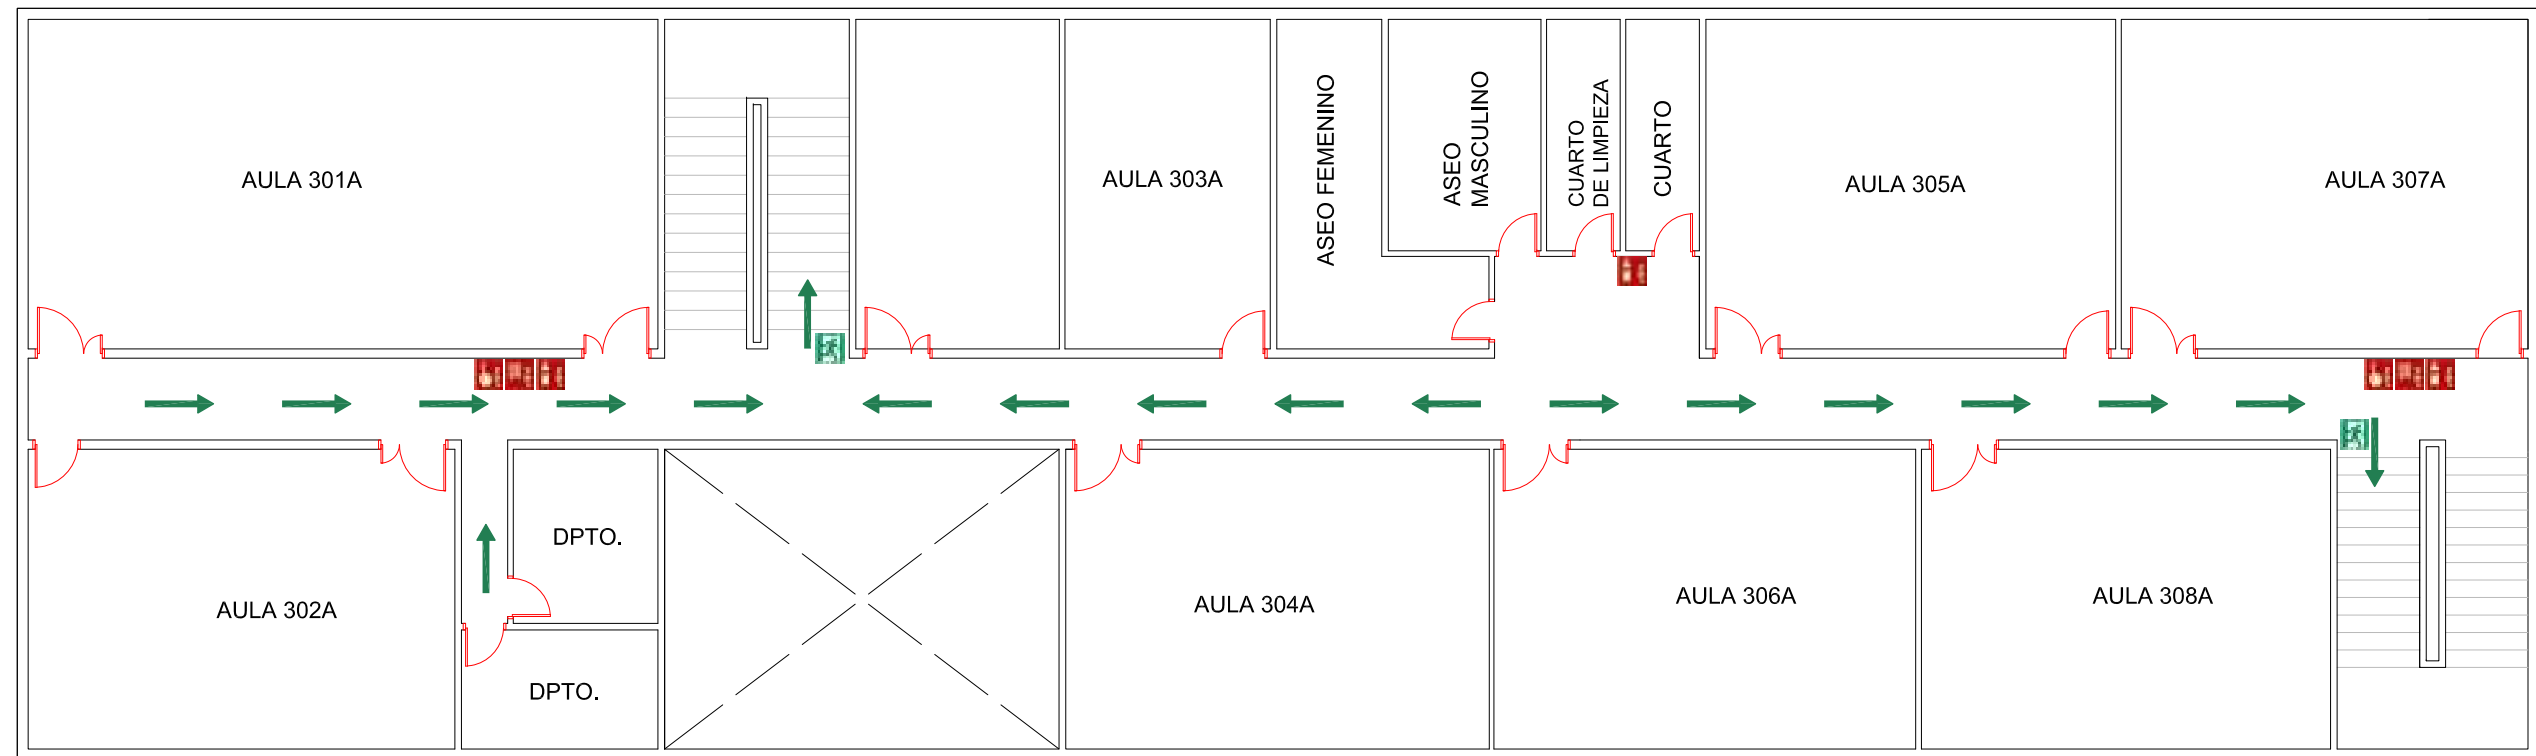 AULA 301A
AULA 303A
ASEO FEMENINO
ASEO
MASCULINO
CUARTO
DE LIMPIEZA
CUARTO
AULA 305A
AULA 307A
AULA 302A
DPTO.
DPTO.
AULA 304A
AULA 306A
AULA 308A